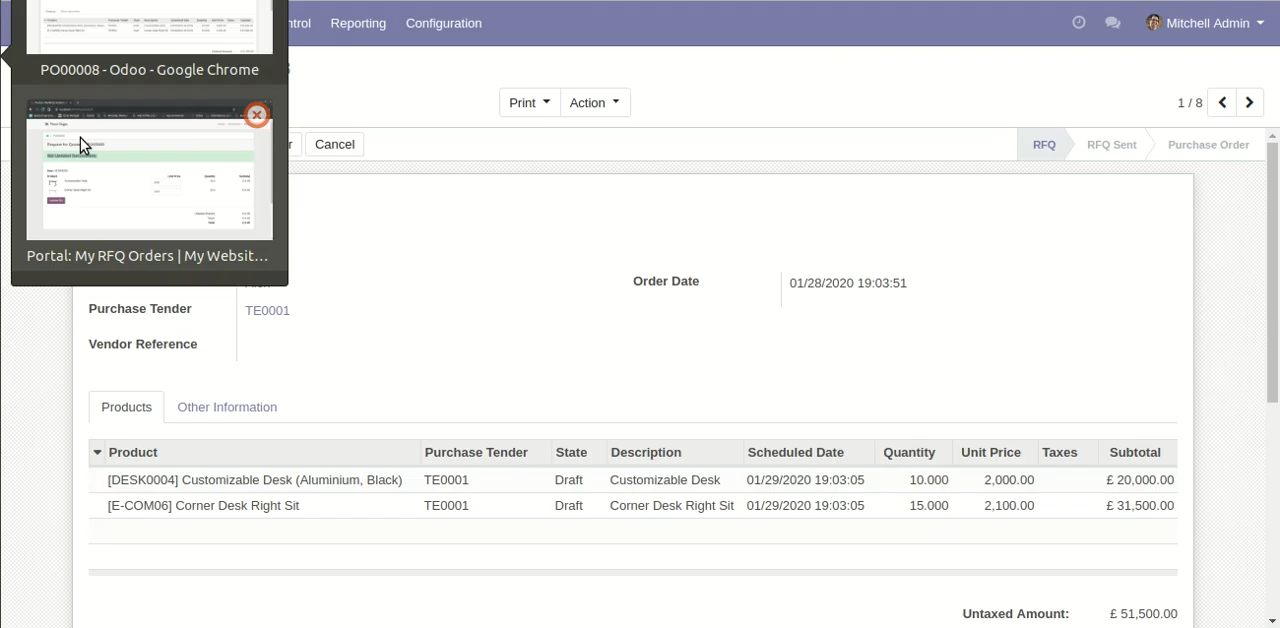 ntrol Reporting Configuration Mitchell Admin
PO00008 - Odoo - Google Chrome
Print Action 1 / 8
Cancel RFQ RFQ Sent Purchase Order
Portal: My RFQ Orders | My Websit...
Order Date 01/28/2020 19:03:51
Purchase Tender TE0001
Vendor Reference
Products Other Information
Product Purchase Tender State Description Scheduled Date Quantity Unit Price Taxes Subtotal
[DESK0004] Customizable Desk (Aluminium, Black) TE0001 Draft Customizable Desk 01/29/2020 19:03:05 10.000 2,000.00 £ 20,000.00
[E-COM06] Corner Desk Right Sit TE0001 Draft Corner Desk Right Sit 01/29/2020 19:03:05 15.000 2,100.00 £ 31,500.00
Untaxed Amount: £ 51,500.00